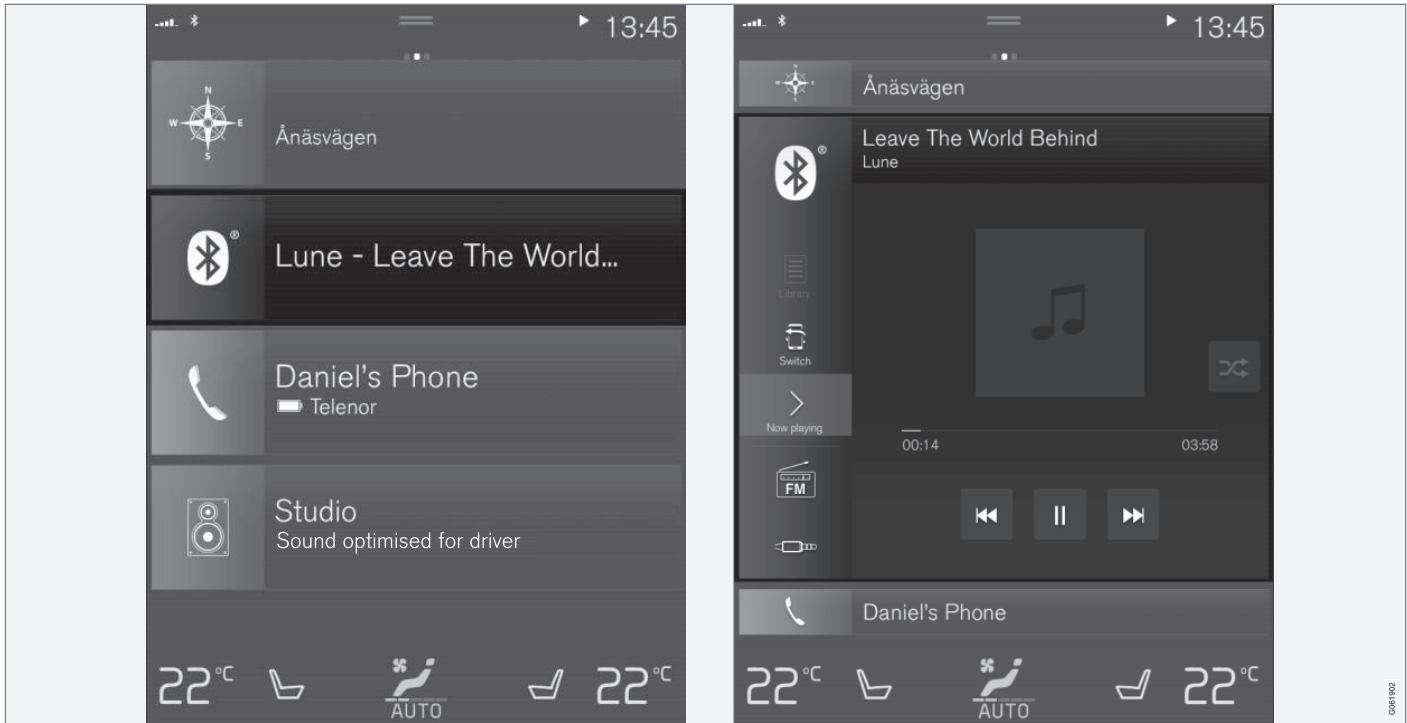 13:45
N
W E
S
Ånäsvägen
®
Lune - Leave The World...
Daniel's Phone
Telenor
Studio
Sound optimised for driver
22°C
AUTO
22°C
13:45
N
W E
S
Ånäsvägen
®
Leave The World Behind
Lune
Library
Switch
Now playing
00:14
03:58
FM
Daniel's Phone
22°C
AUTO
22°C
G061902